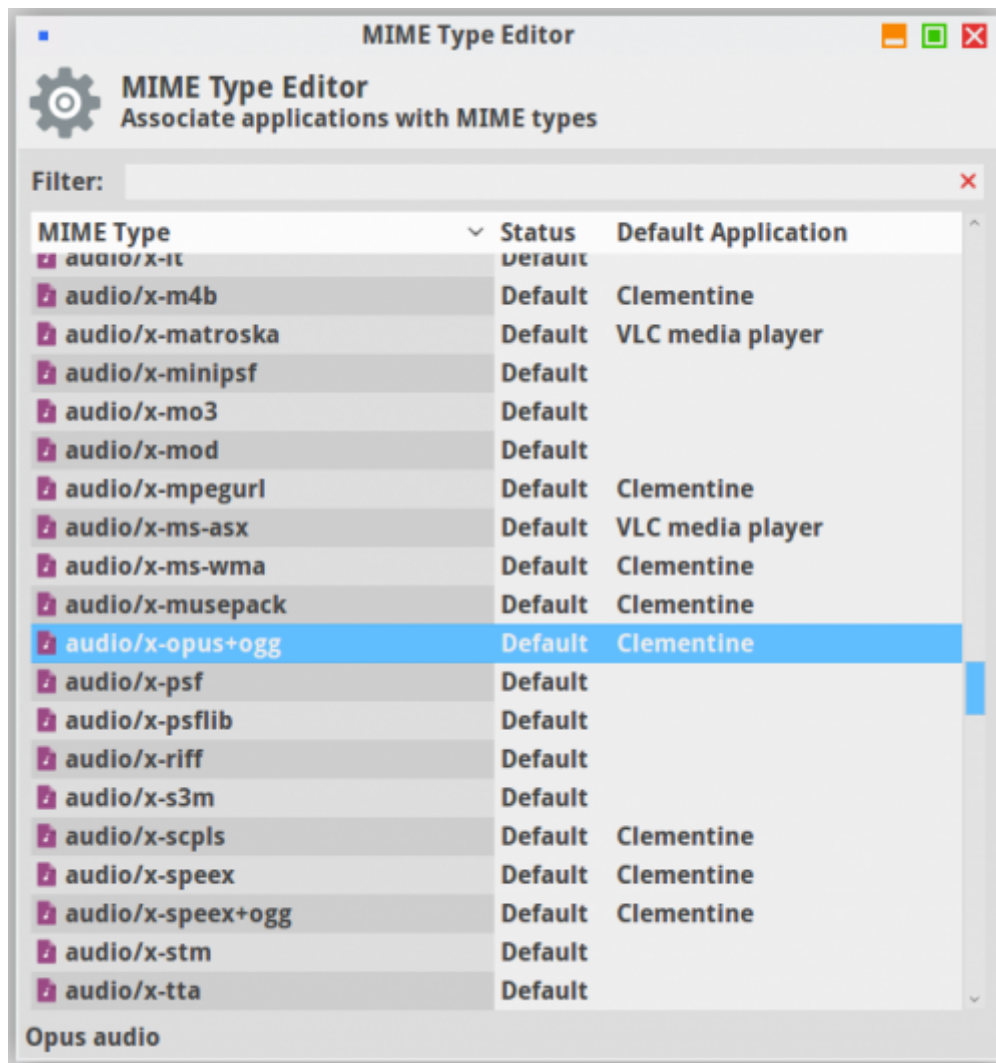 MIME Type Editor
MIME Type Editor
Associate applications with MIME types
Filter:
MIME Type Status Default Application
audio/x-it Default
audio/x-m4b Default Clementine
audio/x-matroska Default VLC media player
audio/x-minipsf Default
audio/x-mo3 Default
audio/x-mod Default
audio/x-mpegurl Default Clementine
audio/x-ms-asx Default VLC media player
audio/x-ms-wma Default Clementine
audio/x-musepack Default Clementine
audio/x-opus+ogg Default Clementine
audio/x-psf Default
audio/x-psflib Default
audio/x-riff Default
audio/x-s3m Default
audio/x-scpls Default Clementine
audio/x-speex Default Clementine
audio/x-speex+ogg Default Clementine
audio/x-stm Default
audio/x-tta Default
Opus audio